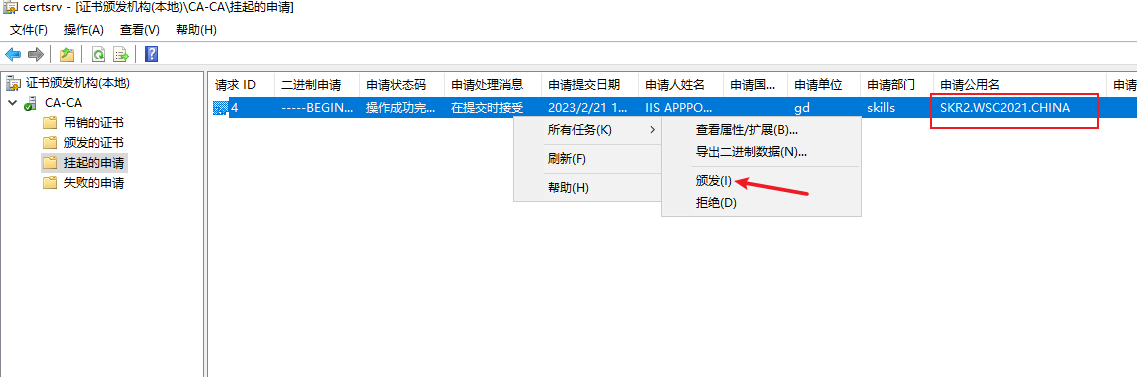 certsrv - [证书颁发机构(本地)\CA-CA\挂起的申请]
文件(F) 操作(A) 查看(V) 帮助(H)
证书颁发机构(本地)
CA-CA
吊销的证书
颁发的证书
挂起的申请
失败的申请
请求 ID 二进制申请 申请状态码 申请处理消息 申请提交日期 申请人姓名 申请国... 申请单位 申请部门 申请公用名 申请
4 -----BEGIN... 操作成功完... 在提交时接受 2023/2/21 1... IIS APPPO... gd skills SKR2.WSC2021.CHINA
所有任务(K)
刷新(F)
帮助(H)
查看属性/扩展(B)...
导出二进制数据(N)...
颁发(I)
拒绝(D)